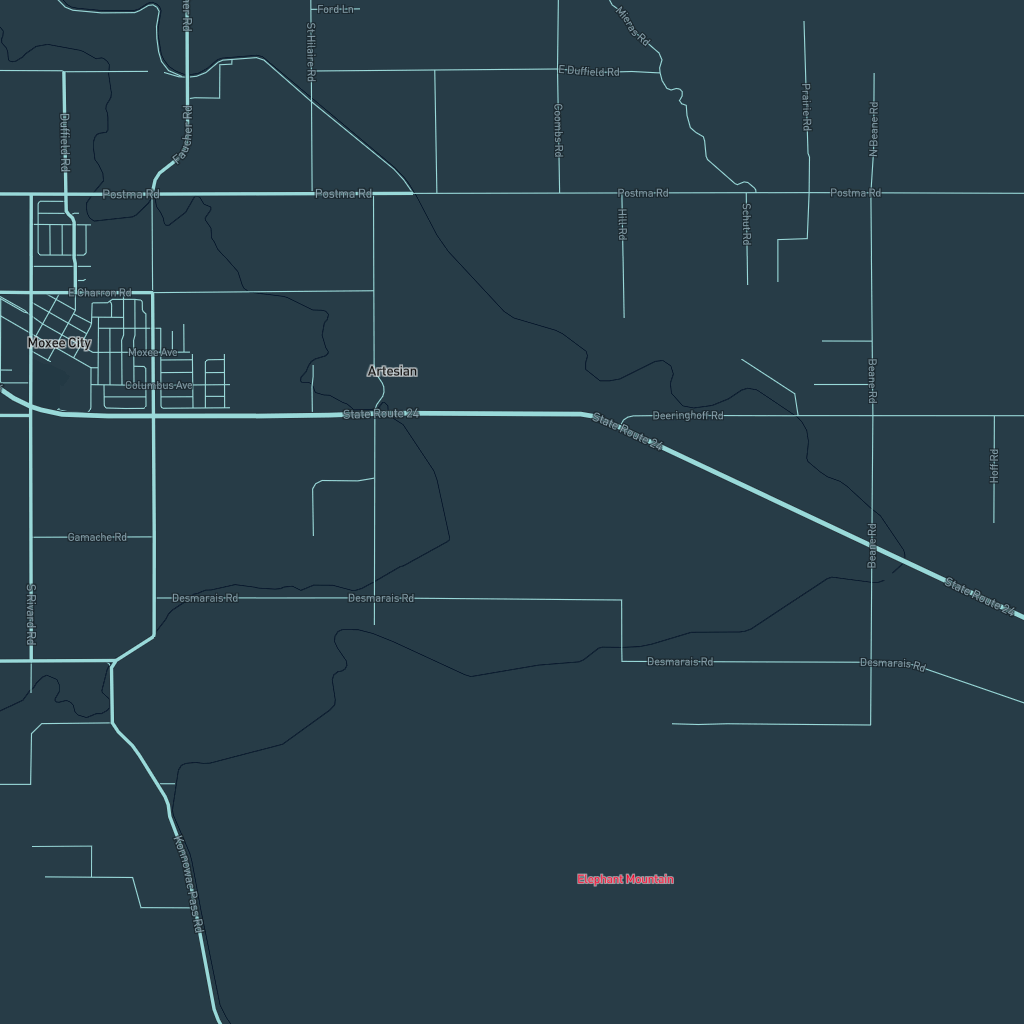 Ford Ln
Mieras Rd
St Hilaire Rd
E Duffield Rd
Coombs Rd
Prairie Rd
N Beane Rd
Duffield Rd
Faucher Rd
Postma Rd
Postma Rd
Postma Rd
Postma Rd
Hill Rd
Schut Rd
E Charron Rd
Moxee City
Moxee Ave
Artesian
Columbus Ave
Beane Rd
State Route 24
State Route 24
Deeringhoff Rd
Hoff Rd
Gamache Rd
Beane Rd
S Rivard Rd
Desmarais Rd
Desmarais Rd
State Route 24
Desmarais Rd
Desmarais Rd
Konnowac Pass Rd
Elephant Mountain